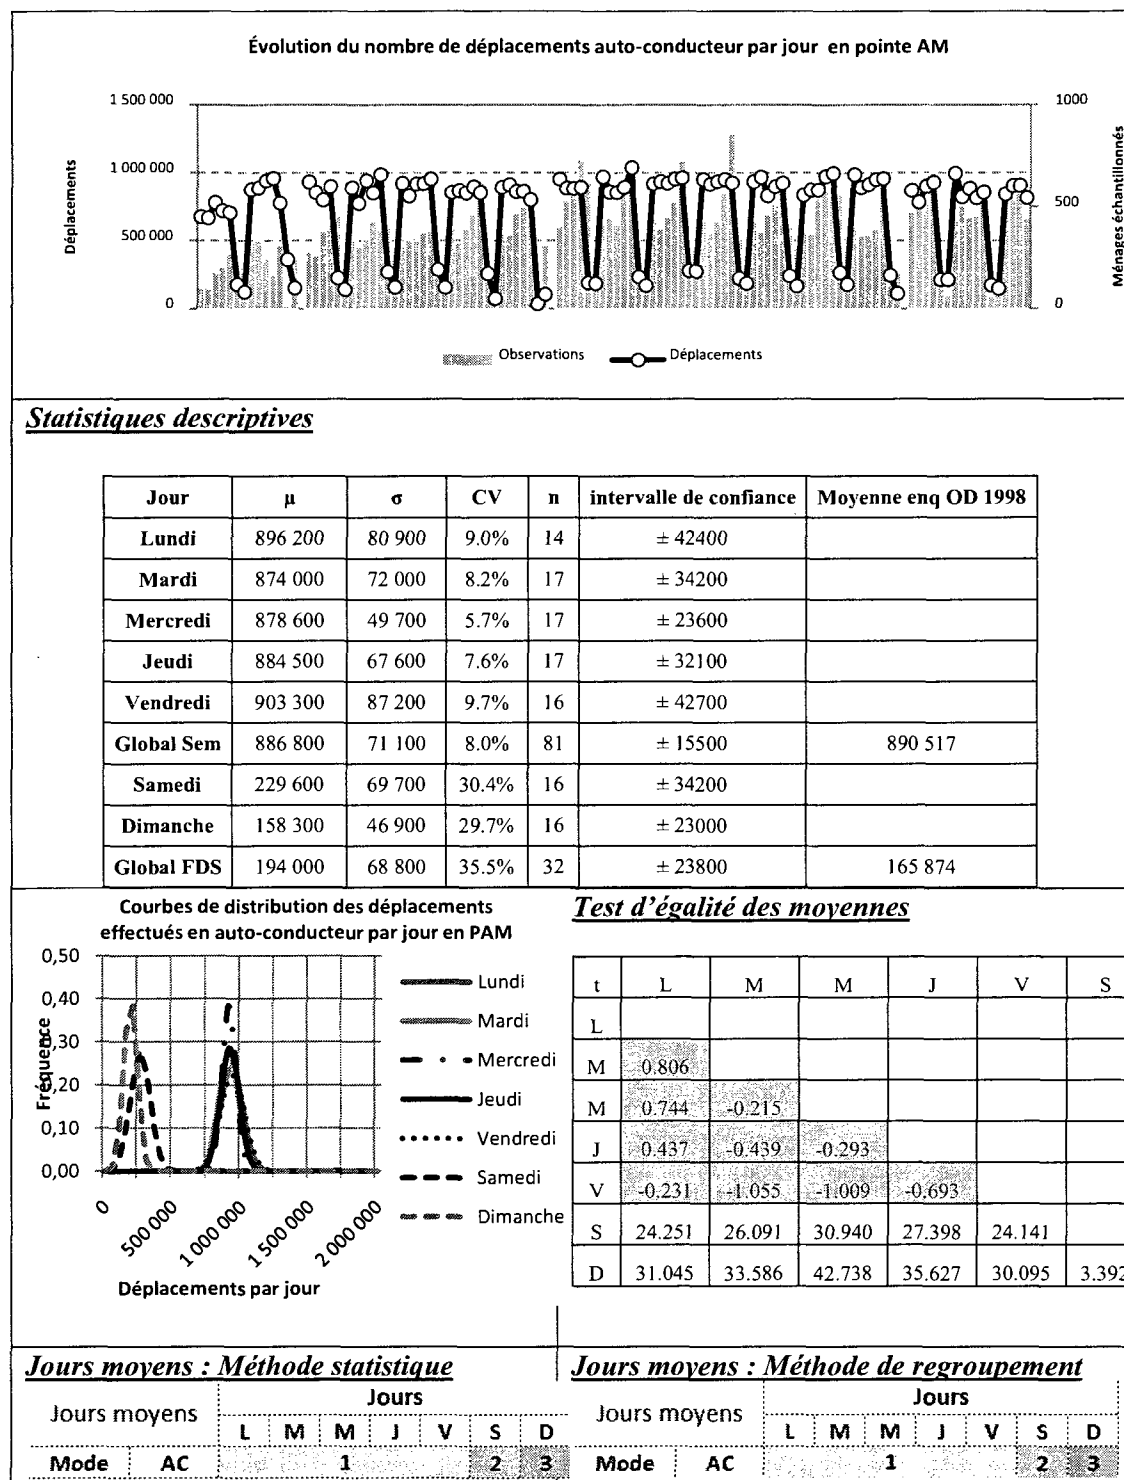 Évolution du nombre de déplacements auto-conducteur par jour en pointe AM
1 500 000
1 000 000
500 000
0
Déplacements
1000
500
0
Ménages échantillonnés
Observations
Déplacements
Statistiques descriptives
Jour μ σ CV n intervalle de confiance Moyenne enq OD 1998
Lundi 896 200 80 900 9.0% 14 ± 42400
Mardi 874 000 72 000 8.2% 17 ± 34200
Mercredi 878 600 49 700 5.7% 17 ± 23600
Jeudi 884 500 67 600 7.6% 17 ± 32100
Vendredi 903 300 87 200 9.7% 16 ± 42700
Global Sem 886 800 71 100 8.0% 81 ± 15500 890 517
Samedi 229 600 69 700 30.4% 16 ± 34200
Dimanche 158 300 46 900 29.7% 16 ± 23000
Global FDS 194 000 68 800 35.5% 32 ± 23800 165 874
Courbes de distribution des déplacements
effectués en auto-conducteur par jour en PAM
0,50
0,40
0,30
0,20
0,10
0,00
Fréquence
0
500 000
1 000 000
1 500 000
2 000 000
Déplacements par jour
Lundi
Mardi
Mercredi
Jeudi
Vendredi
Samedi
Dimanche
Test d'égalité des moyennes
t L M M J V S
L
M 0.806
M 0.744 -0.215
J 0.437 -0.439 -0.293
V -0.231 -1.055 -1.009 -0.693
S 24.251 26.091 30.940 27.398 24.141
D 31.045 33.586 42.738 35.627 30.095 3.392
Jours moyens : Méthode statistique
Jours moyens
Jours
L M M J V S D
Mode AC 1 2 3
Jours moyens : Méthode de regroupement
Jours moyens
Jours
L M M J V S D
Mode AC 1 2 3